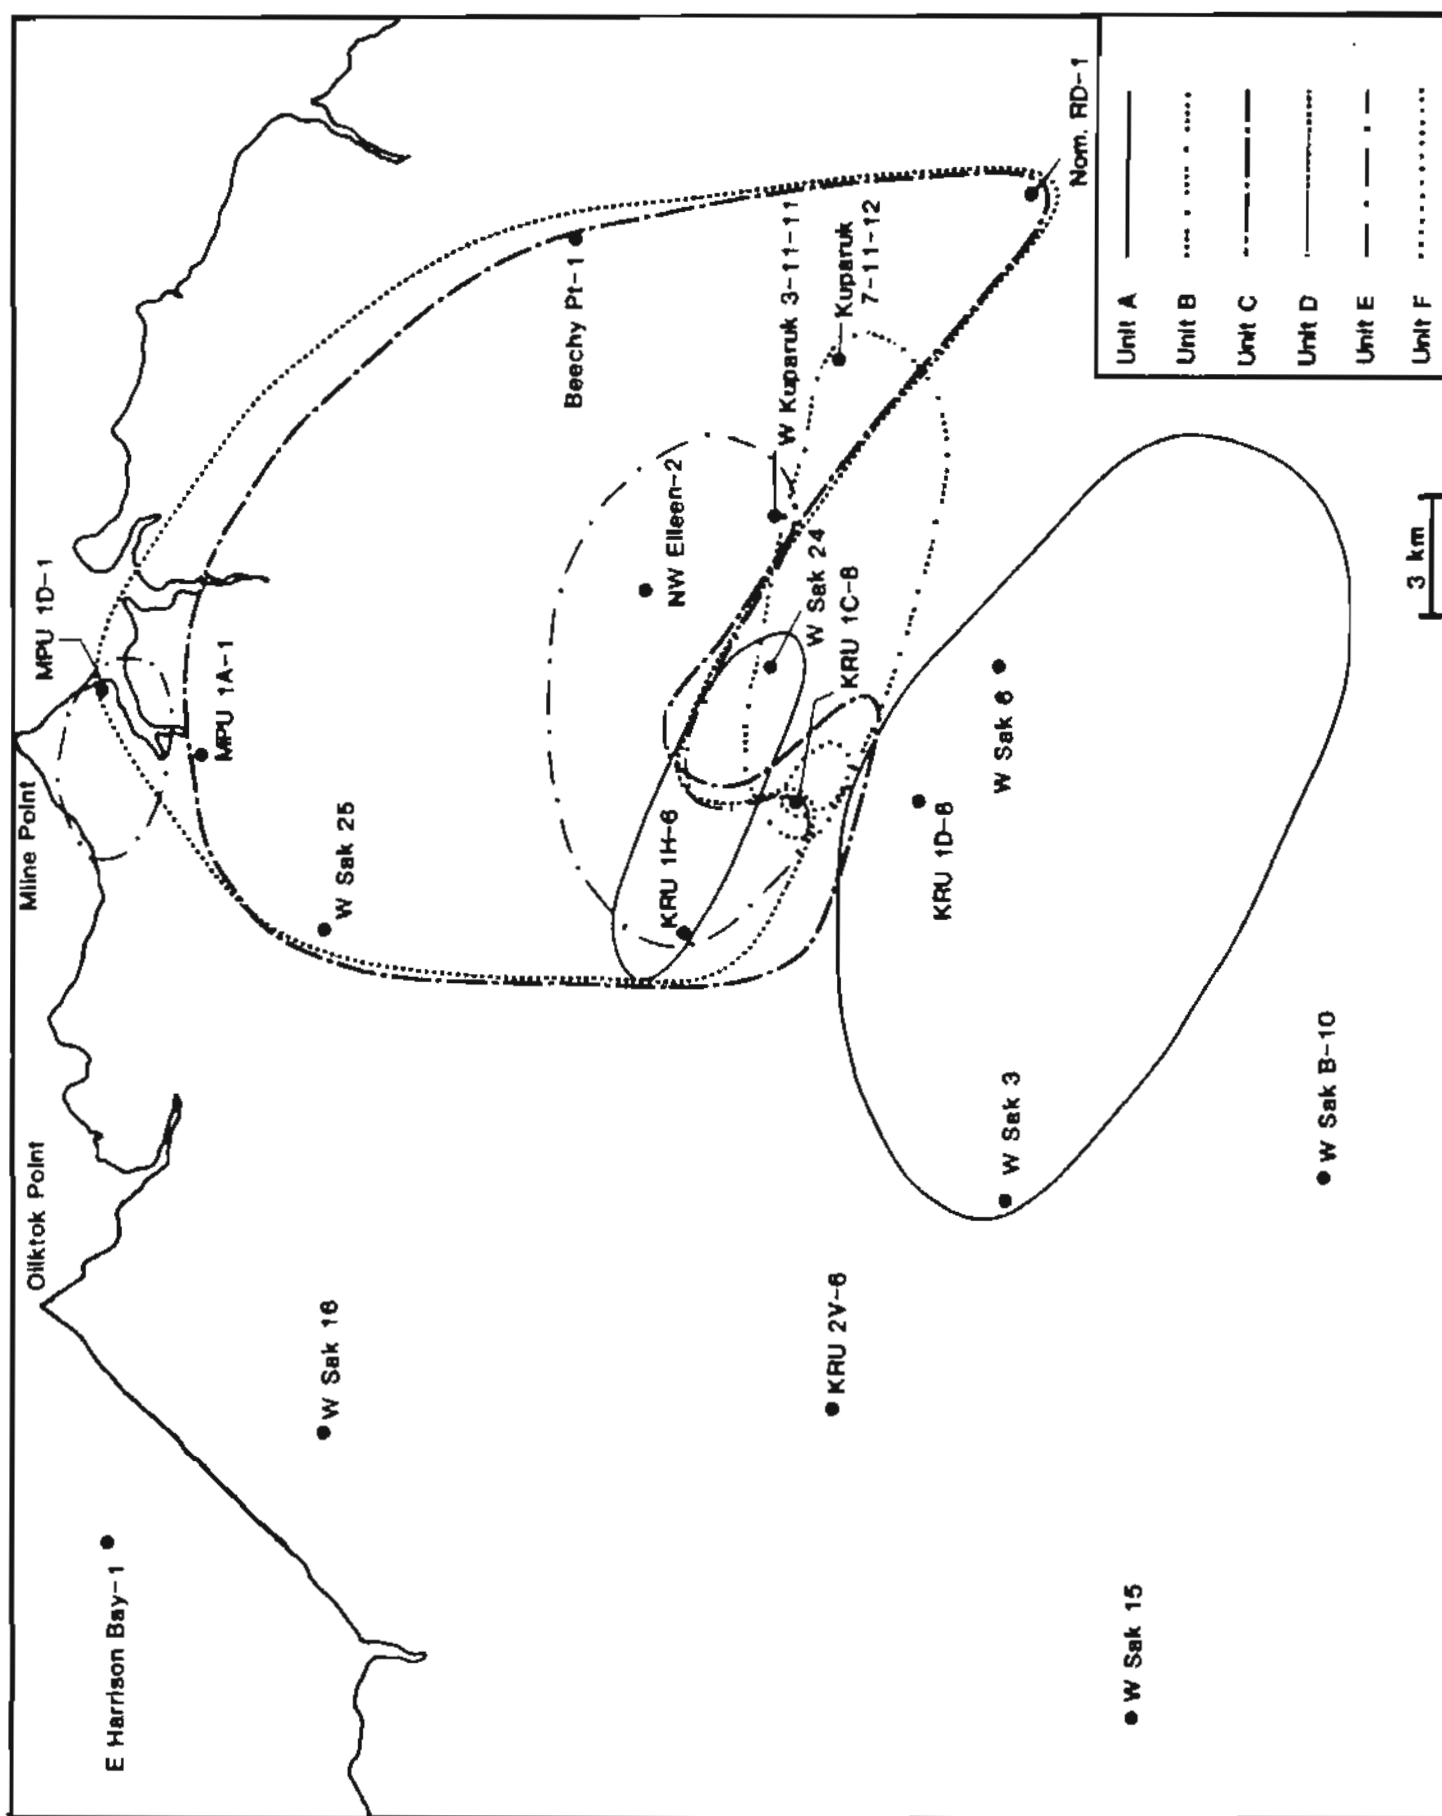 Oliktok Point
Milne Point
MPU 1D-1
E Harrison Bay-1
MPU 1A-1
W Sak 16
W Sak 25
Beechy Pt-1
NW Eileen-2
KRU 1H-6
W Kuparuk 3-11-11
W Sak 24
KRU 2V-6
KRU 1C-8
Kuparuk
7-11-12
KRU 1D-8
W Sak 3
W Sak 6
Nom. RD-1
W Sak 15
W Sak B-10
3 km
Unit A
Unit B
Unit C
Unit D
Unit E
Unit F